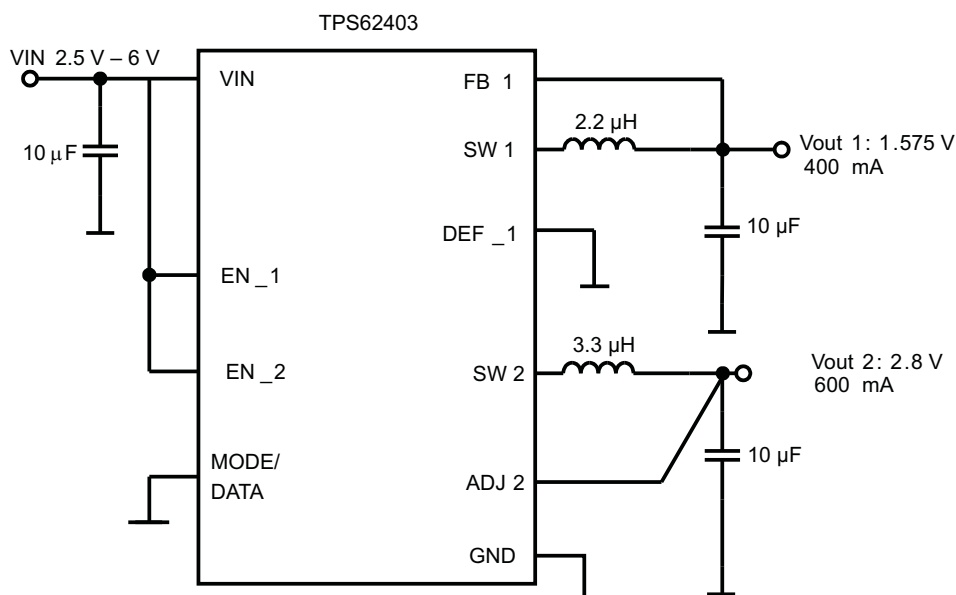 TPS62403
VIN 2.5 V – 6 V
VIN
FB 1
2.2 µH
10 µF
SW 1
Vout 1: 1.575 V
400 mA
DEF _1
10 µF
EN _1
3.3 µH
EN _2
SW 2
Vout 2: 2.8 V
600 mA
MODE/
DATA
ADJ 2
10 µF
GND